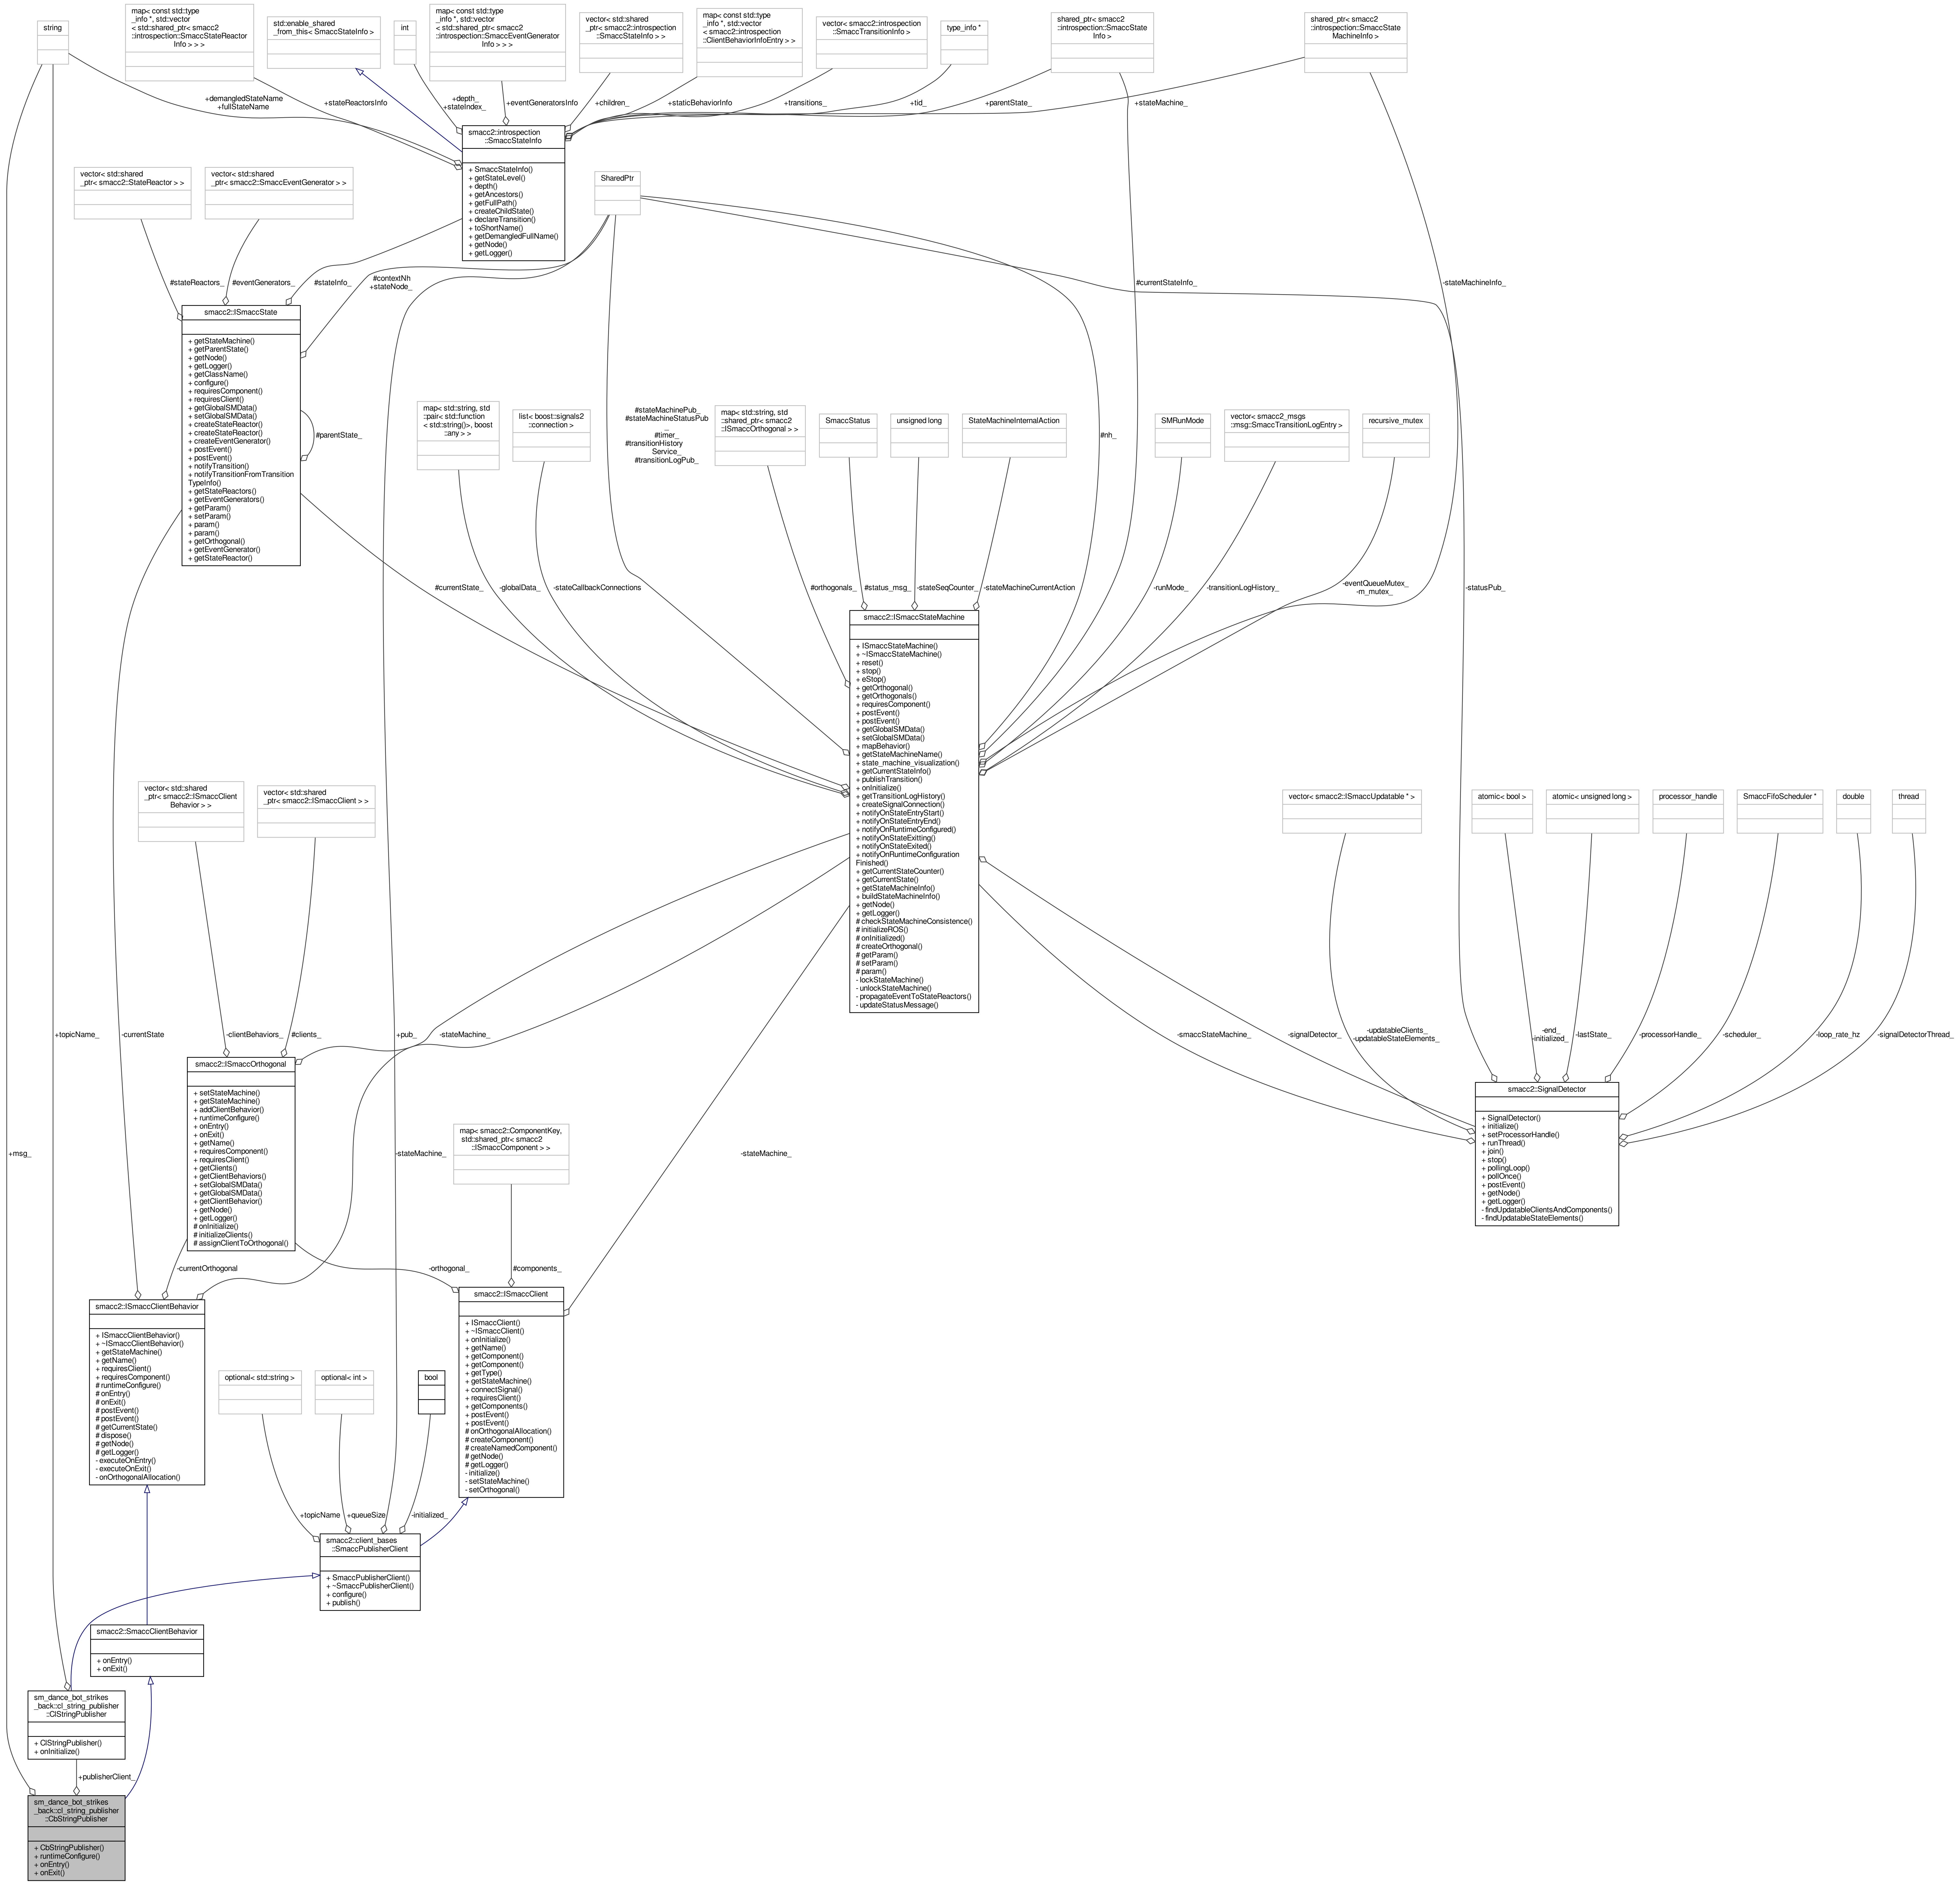 string
map< const std::type
_info *, std::vector
< std::shared_ptr< smacc2
::introspection::SmaccStateReactor
Info > > >
std::enable_shared
_from_this< SmaccStateInfo >
int
map< const std::type
_info *, std::vector
< std::shared_ptr< smacc2
::introspection::SmaccEventGenerator
Info > > >
vector< std::shared
_ptr< smacc2::introspection
::SmaccStateInfo > >
map< const std::type
_info *, std::vector
< smacc2::introspection
::ClientBehaviorInfoEntry > >
vector< smacc2::introspection
::SmaccTransitionInfo >
type_info *
shared_ptr< smacc2
::introspection::SmaccState
Info >
shared_ptr< smacc2
::introspection::SmaccState
MachineInfo >
+demangledStateName
+fullStateName
+stateReactorsInfo
+depth_
+stateIndex_
+eventGeneratorsInfo
+children_
+staticBehaviorInfo
+transitions_
+tid_
+parentState_
+stateMachine_
smacc2::introspection
::SmaccStateInfo
+ SmaccStateInfo()
+ getStateLevel()
+ depth()
+ getAncestors()
+ getFullPath()
+ createChildState()
+ declareTransition()
+ toShortName()
+ getDemangledFullName()
+ getNode()
+ getLogger()
vector< std::shared
_ptr< smacc2::StateReactor > >
vector< std::shared
_ptr< smacc2::SmaccEventGenerator > >
SharedPtr
#stateReactors_
#eventGenerators_
#stateInfo_
#contextNh
+stateNode_
#currentStateInfo_
-stateMachineInfo_
smacc2::ISmaccState
+ getStateMachine()
+ getParentState()
+ getNode()
+ getLogger()
+ getClassName()
+ configure()
+ requiresComponent()
+ requiresClient()
+ getGlobalSMData()
+ setGlobalSMData()
+ createStateReactor()
+ createStateReactor()
+ createEventGenerator()
+ postEvent()
+ postEvent()
+ notifyTransition()
+ notifyTransitionFromTransition
TypeInfo()
+ getStateReactors()
+ getEventGenerators()
+ getParam()
+ setParam()
+ param()
+ param()
+ getOrthogonal()
+ getEventGenerator()
+ getStateReactor()
#parentState_
map< std::string, std
::pair< std::function
< std::string()>, boost
::any > >
list< boost::signals2
::connection >
#stateMachinePub_
#stateMachineStatusPub
_
#timer_
#transitionHistory
Service_
#transitionLogPub_
map< std::string, std
::shared_ptr< smacc2
::ISmaccOrthogonal > >
SmaccStatus
unsigned long
StateMachineInternalAction
#nh_
SMRunMode
vector< smacc2_msgs
::msg::SmaccTransitionLogEntry >
recursive_mutex
#currentState_
-globalData_
-stateCallbackConnections
#orthogonals_
#status_msg_
-stateSeqCounter_
-stateMachineCurrentAction
-runMode_
-transitionLogHistory_
-eventQueueMutex_
-m_mutex_
-statusPub_
smacc2::ISmaccStateMachine
+ ISmaccStateMachine()
+ ~ISmaccStateMachine()
+ reset()
+ stop()
+ eStop()
+ getOrthogonal()
+ getOrthogonals()
+ requiresComponent()
+ postEvent()
+ postEvent()
+ getGlobalSMData()
+ setGlobalSMData()
+ mapBehavior()
+ getStateMachineName()
+ state_machine_visualization()
+ getCurrentStateInfo()
+ publishTransition()
+ onInitialize()
+ getTransitionLogHistory()
+ createSignalConnection()
+ notifyOnStateEntryStart()
+ notifyOnStateEntryEnd()
+ notifyOnRuntimeConfigured()
+ notifyOnStateExitting()
+ notifyOnStateExited()
+ notifyOnRuntimeConfiguration
Finished()
+ getCurrentStateCounter()
+ getCurrentState()
+ getStateMachineInfo()
+ buildStateMachineInfo()
+ getNode()
+ getLogger()
# checkStateMachineConsistence()
# initializeROS()
# onInitialized()
# createOrthogonal()
# getParam()
# setParam()
# param()
- lockStateMachine()
- unlockStateMachine()
- propagateEventToStateReactors()
- updateStatusMessage()
vector< std::shared
_ptr< smacc2::ISmaccClient
Behavior > >
vector< std::shared
_ptr< smacc2::ISmaccClient > >
vector< smacc2::ISmaccUpdatable * >
atomic< bool >
atomic< unsigned long >
processor_handle
SmaccFifoScheduler *
double
thread
+topicName_
-currentState
-clientBehaviors_
#clients_
+pub_
-stateMachine_
-smaccStateMachine_
-signalDetector_
-updatableClients_
-updatableStateElements_
-end_
-initialized_
-lastState_
-processorHandle_
-scheduler_
-loop_rate_hz
-signalDetectorThread_
smacc2::ISmaccOrthogonal
+ setStateMachine()
+ getStateMachine()
+ addClientBehavior()
+ runtimeConfigure()
+ onEntry()
+ onExit()
+ getName()
+ requiresComponent()
+ requiresClient()
+ getClients()
+ getClientBehaviors()
+ setGlobalSMData()
+ getGlobalSMData()
+ getClientBehavior()
+ getNode()
+ getLogger()
# onInitialize()
# initializeClients()
# assignClientToOrthogonal()
smacc2::SignalDetector
+ SignalDetector()
+ initialize()
+ setProcessorHandle()
+ runThread()
+ join()
+ stop()
+ pollingLoop()
+ pollOnce()
+ postEvent()
+ getNode()
+ getLogger()
- findUpdatableClientsAndComponents()
- findUpdatableStateElements()
map< smacc2::ComponentKey,
std::shared_ptr< smacc2
::ISmaccComponent > >
+msg_
-stateMachine_
-stateMachine_
-currentOrthogonal
-orthogonal_
#components_
smacc2::ISmaccClientBehavior
+ ISmaccClientBehavior()
+ ~ISmaccClientBehavior()
+ getStateMachine()
+ getName()
+ requiresClient()
+ requiresComponent()
# runtimeConfigure()
# onEntry()
# onExit()
# postEvent()
# postEvent()
# getCurrentState()
# dispose()
# getNode()
# getLogger()
- executeOnEntry()
- executeOnExit()
- onOrthogonalAllocation()
smacc2::ISmaccClient
+ ISmaccClient()
+ ~ISmaccClient()
+ onInitialize()
+ getName()
+ getComponent()
+ getComponent()
+ getType()
+ getStateMachine()
+ connectSignal()
+ requiresClient()
+ getComponents()
+ postEvent()
+ postEvent()
# onOrthogonalAllocation()
# createComponent()
# createNamedComponent()
# getNode()
# getLogger()
- initialize()
- setStateMachine()
- setOrthogonal()
optional< std::string >
optional< int >
bool
+topicName
+queueSize
-initialized_
smacc2::client_bases
::SmaccPublisherClient
+ SmaccPublisherClient()
+ ~SmaccPublisherClient()
+ configure()
+ publish()
smacc2::SmaccClientBehavior
+ onEntry()
+ onExit()
sm_dance_bot_strikes
_back::cl_string_publisher
::ClStringPublisher
+ ClStringPublisher()
+ onInitialize()
+publisherClient_
sm_dance_bot_strikes
_back::cl_string_publisher
::CbStringPublisher
+ CbStringPublisher()
+ runtimeConfigure()
+ onEntry()
+ onExit()